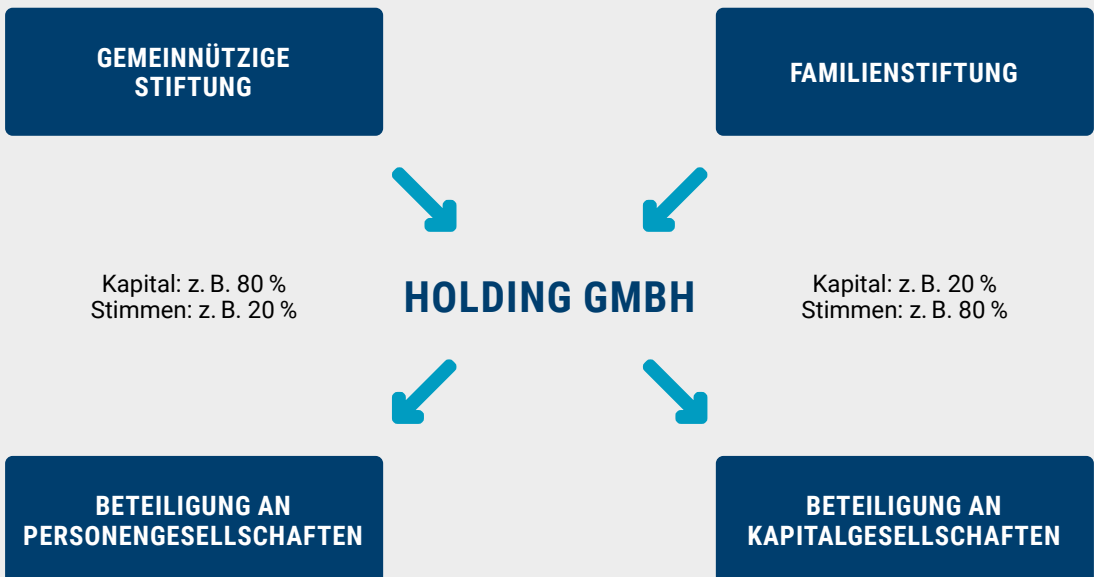 GEMEINNÜTZIGE
STIFTUNG
FAMILIENSTIFTUNG
Kapital: z. B. 80 %
Stimmen: z. B. 20 %
HOLDING GMBH
Kapital: z. B. 20 %
Stimmen: z. B. 80 %
BETEILIGUNG AN
PERSONENGESELLSCHAFTEN
BETEILIGUNG AN
KAPITALGESELLSCHAFTEN